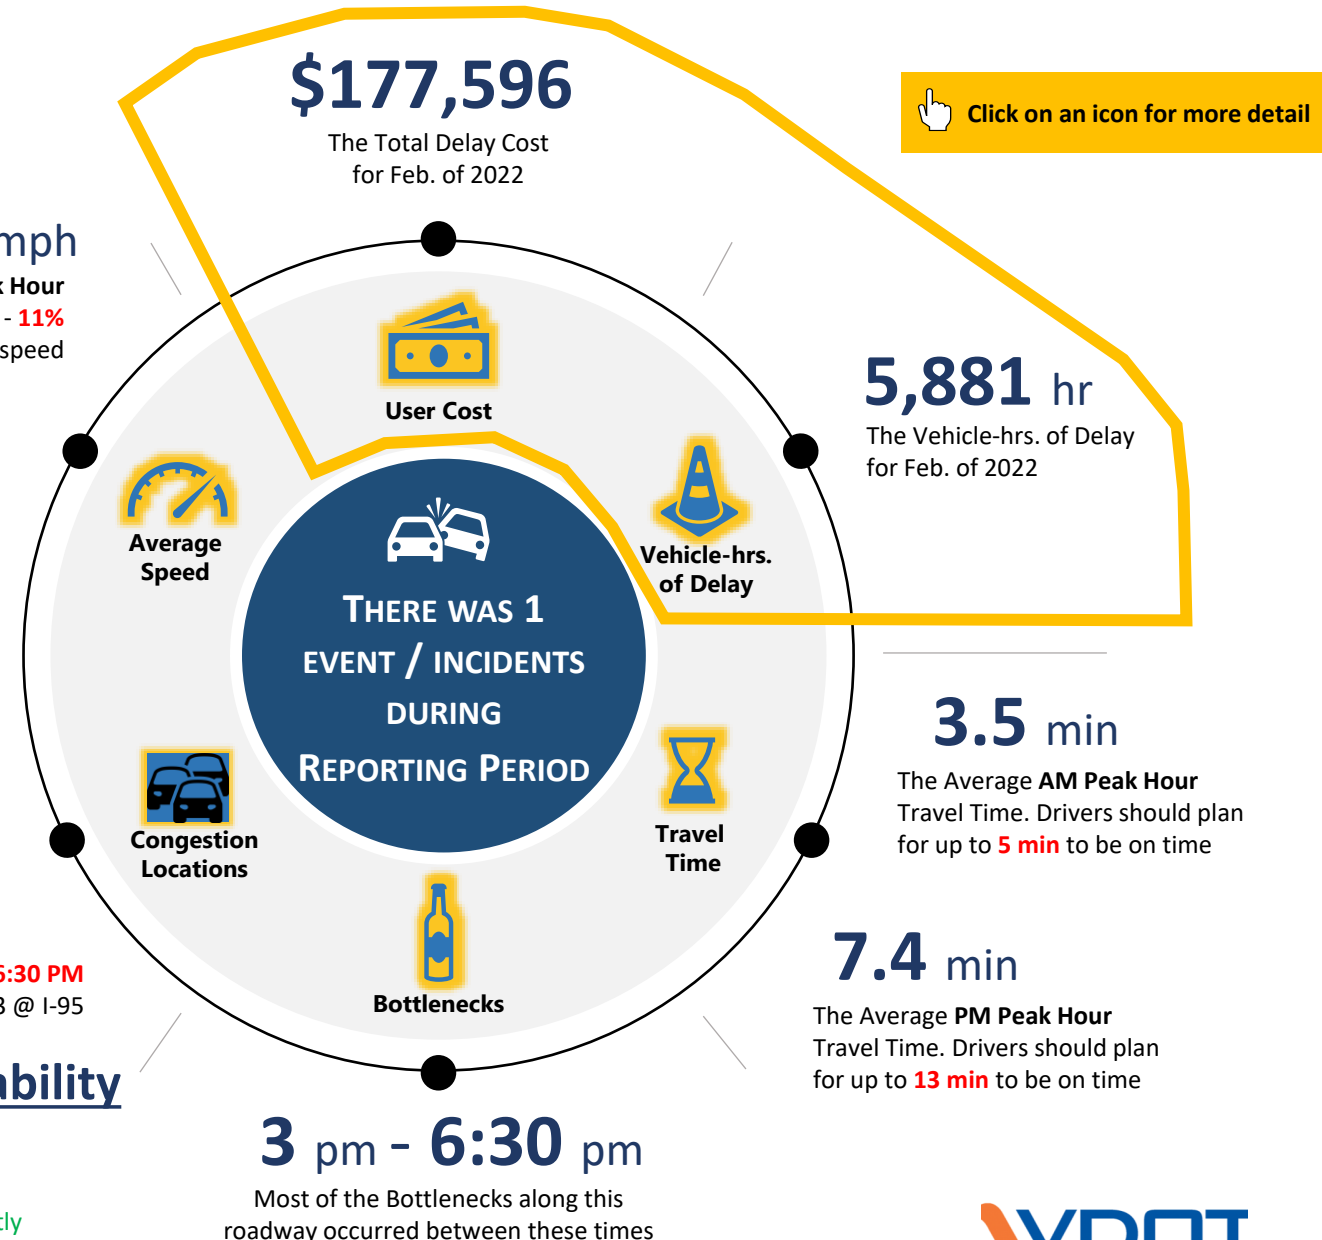 $177,596
The Total Delay Cost
for Feb. of 2022
Click on an icon for more detail
mph
Hour
- 11%
speed
User Cost
5,881 hr
The Vehicle-hrs. of Delay
for Feb. of 2022
Average
Speed
Vehicle-hrs.
of Delay
THERE WAS 1
EVENT / INCIDENTS
DURING
REPORTING PERIOD
3.5 min
The Average AM Peak Hour
Travel Time. Drivers should plan
for up to 5 min to be on time
Congestion
Locations
Travel
Time
Bottlenecks
7.4 min
The Average PM Peak Hour
Travel Time. Drivers should plan
for up to 13 min to be on time
6:30 PM
@ I-95
ability
3 pm - 6:30 pm
Most of the Bottlenecks along this
roadway occurred between these times
tly
VDOT